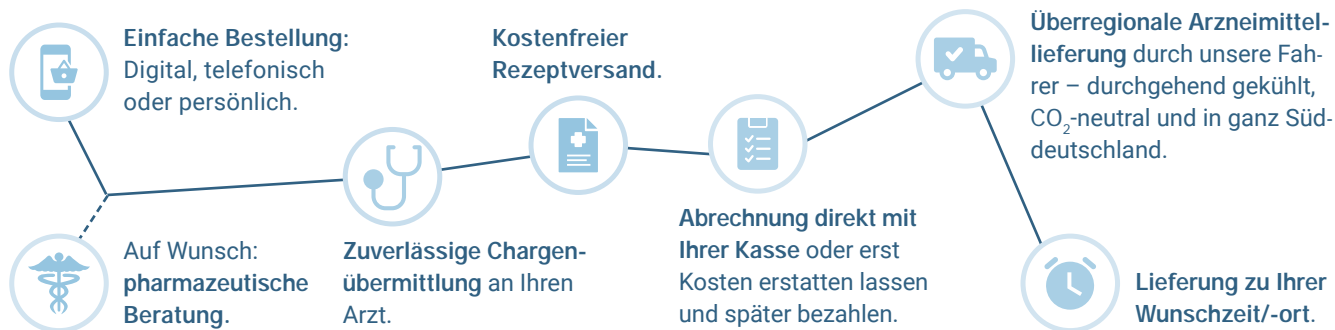 Einfache Bestellung:
Digital, telefonisch
oder persönlich.
Auf Wunsch:
pharmazeutische
Beratung.
Zuverlässige Chargen-
übermittlung an Ihren
Arzt.
Kostenfreier
Rezeptversand.
Abrechnung direkt mit
Ihrer Kasse oder erst
Kosten erstatten lassen
und später bezahlen.
Überregionale Arzneimittel-
lieferung durch unsere Fah-
rer – durchgehend gekühlt,
CO₂-neutral und in ganz Süd-
deutschland.
Lieferung zu Ihrer
Wunschzeit/-ort.